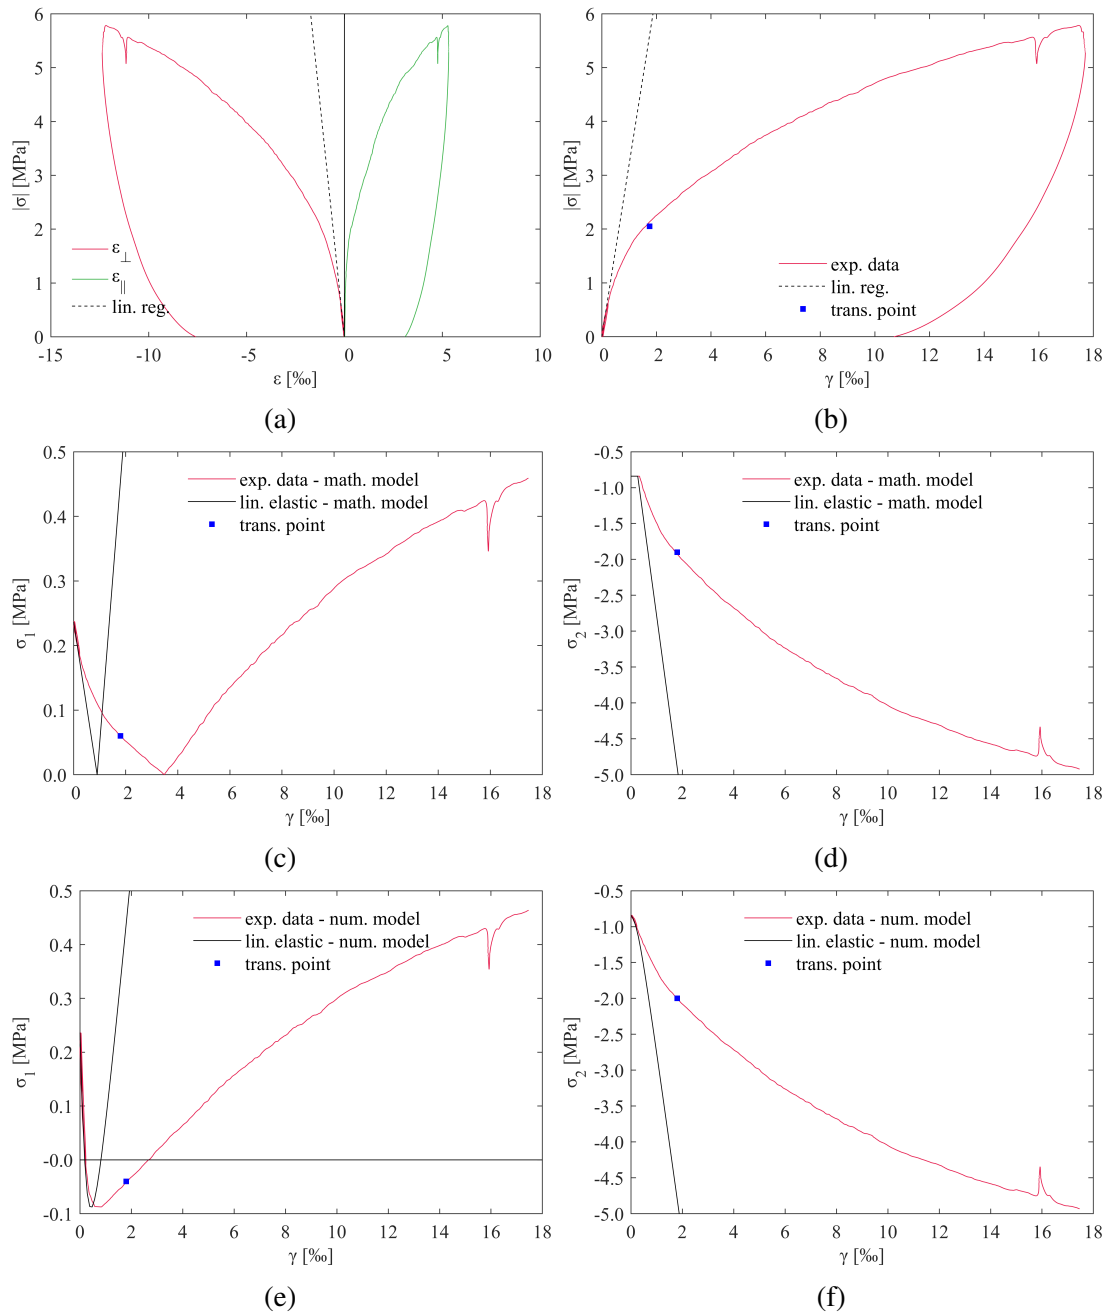 6
5
4
3
2
1
0
|σ| [MPa]
ε⊥
ε||
lin. reg.
-15
-10
-5
0
5
10
ε [‰]
(a)
6
5
4
3
2
1
0
|σ| [MPa]
exp. data
lin. reg.
trans. point
0
2
4
6
8
10
12
14
16
18
γ [‰]
(b)
0.5
0.4
0.3
0.2
0.1
0.0
σ1 [MPa]
exp. data - math. model
lin. elastic - math. model
trans. point
0
2
4
6
8
10
12
14
16
18
γ [‰]
(c)
-0.5
-1.0
-1.5
-2.0
-2.5
-3.0
-3.5
-4.0
-4.5
-5.0
σ2 [MPa]
exp. data - math. model
lin. elastic - math. model
trans. point
0
2
4
6
8
10
12
14
16
18
γ [‰]
(d)
0.5
0.4
0.3
0.2
0.1
-0.0
-0.1
σ1 [MPa]
exp. data - num. model
lin. elastic - num. model
trans. point
0
2
4
6
8
10
12
14
16
18
γ [‰]
(e)
-0.5
-1.0
-1.5
-2.0
-2.5
-3.0
-3.5
-4.0
-4.5
-5.0
σ2 [MPa]
exp. data - num. model
lin. elastic - num. model
trans. point
0
2
4
6
8
10
12
14
16
18
γ [‰]
(f)